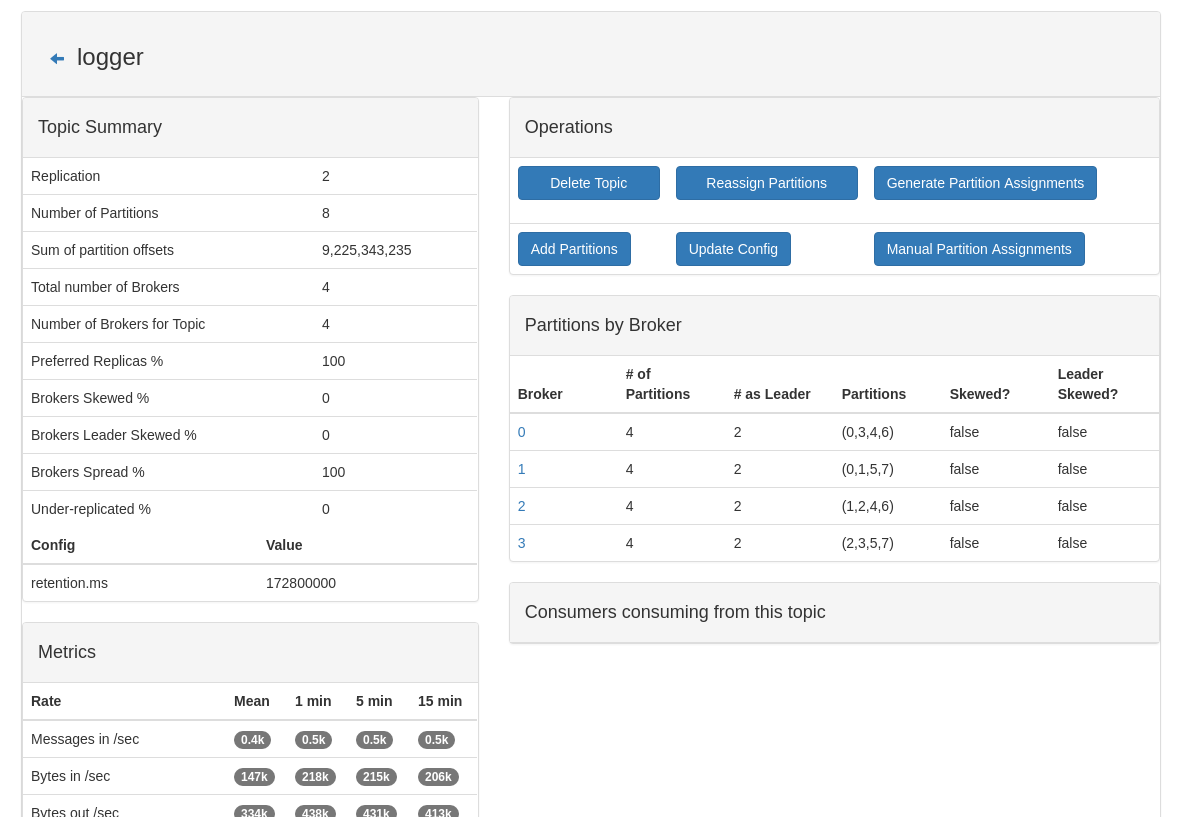 logger
Topic Summary
Replication 2
Number of Partitions 8
Sum of partition offsets 9,225,343,235
Total number of Brokers 4
Number of Brokers for Topic 4
Preferred Replicas % 100
Brokers Skewed % 0
Brokers Leader Skewed % 0
Brokers Spread % 100
Under-replicated % 0
Config Value
retention.ms 172800000
Metrics
Rate Mean 1 min 5 min 15 min
Messages in /sec 0.4k 0.5k 0.5k 0.5k
Bytes in /sec 147k 218k 215k 206k
Bytes out /sec 334k 438k 431k 413k
Operations
Delete Topic Reassign Partitions Generate Partition Assignments
Add Partitions Update Config Manual Partition Assignments
Partitions by Broker
Broker # of Partitions # as Leader Partitions Skewed? Leader Skewed?
0 4 2 (0,3,4,6) false false
1 4 2 (0,1,5,7) false false
2 4 2 (1,2,4,6) false false
3 4 2 (2,3,5,7) false false
Consumers consuming from this topic